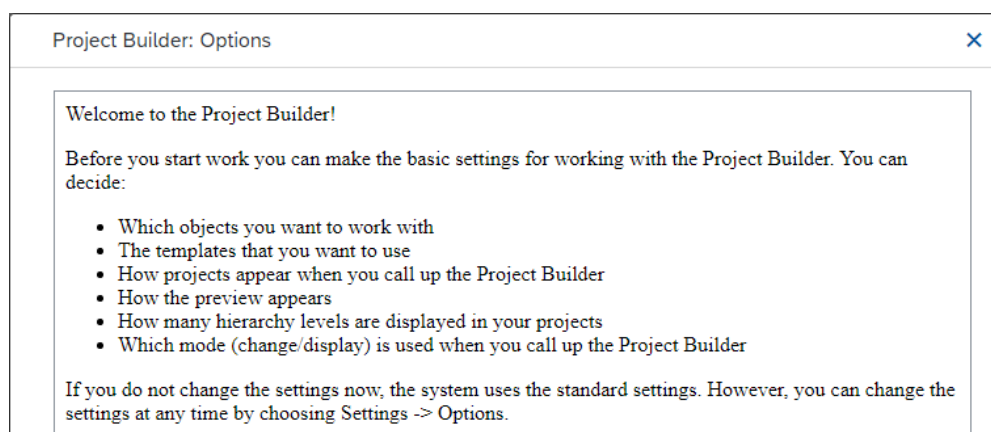 Project Builder: Options
Welcome to the Project Builder!
Before you start work you can make the basic settings for working with the Project Builder. You can
decide:
• Which objects you want to work with
• The templates that you want to use
• How projects appear when you call up the Project Builder
• How the preview appears
• How many hierarchy levels are displayed in your projects
• Which mode (change/display) is used when you call up the Project Builder
If you do not change the settings now, the system uses the standard settings. However, you can change the
settings at any time by choosing Settings -> Options.